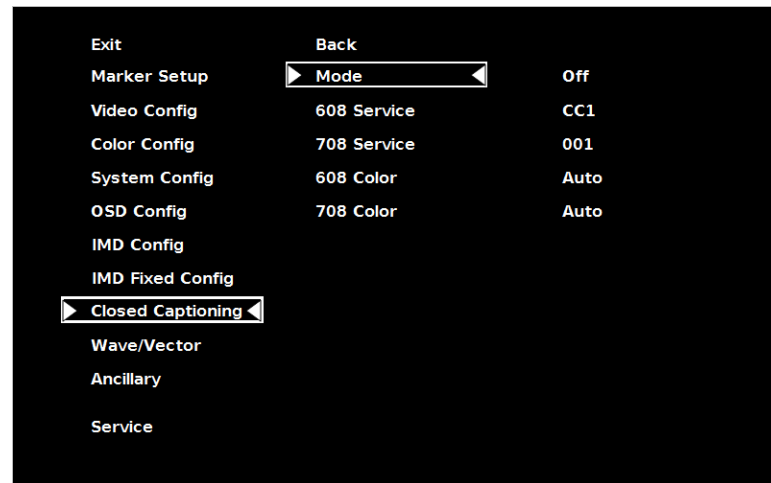 Exit Back
Marker Setup Mode Off
Video Config 608 Service CC1
Color Config 708 Service 001
System Config 608 Color Auto
OSD Config 708 Color Auto
IMD Config
IMD Fixed Config
Closed Captioning
Wave/Vector
Ancillary
Service